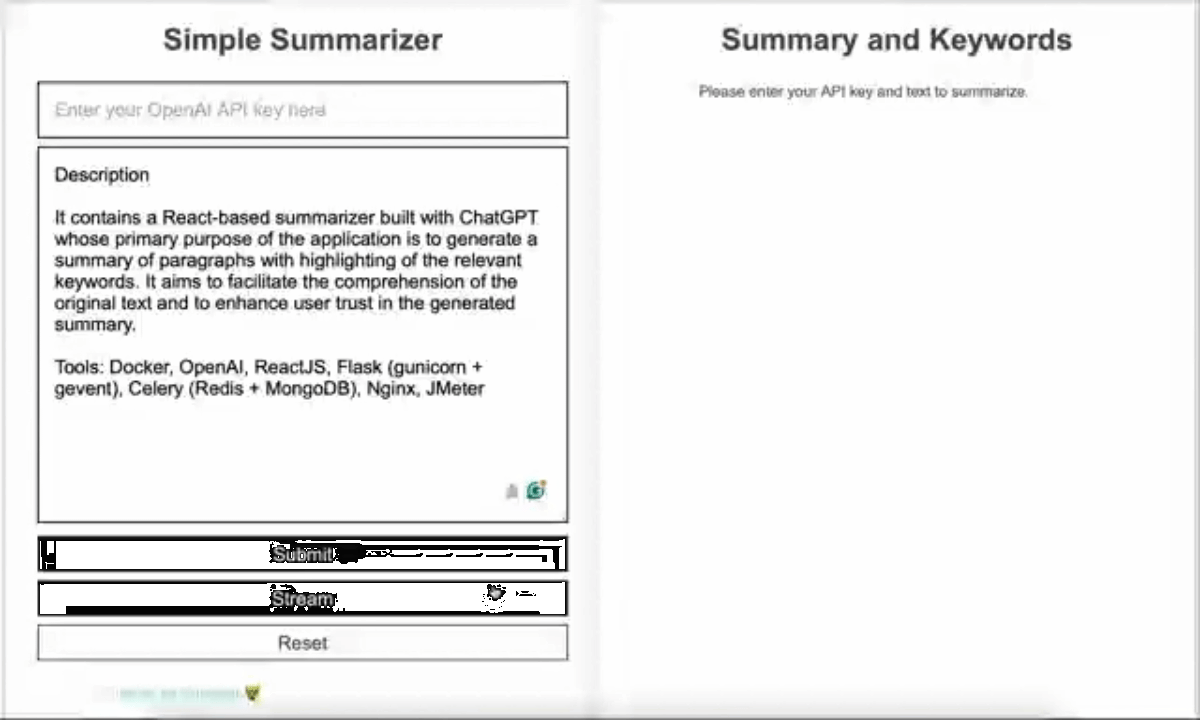 Simple Summarizer
Enter your OpenAI API key here
Description
It contains a React-based summarizer built with ChatGPT
whose primary purpose of the application is to generate a
summary of paragraphs with highlighting of the relevant
keywords. It aims to facilitate the comprehension of the
original text and to enhance user trust in the generated
summary.
Tools: Docker, OpenAI, ReactJS, Flask (gunicorn +
gevent), Celery (Redis + MongoDB), Nginx, JMeter
Submit
Stream
Reset
Summary and Keywords
Please enter your API key and text to summarize.